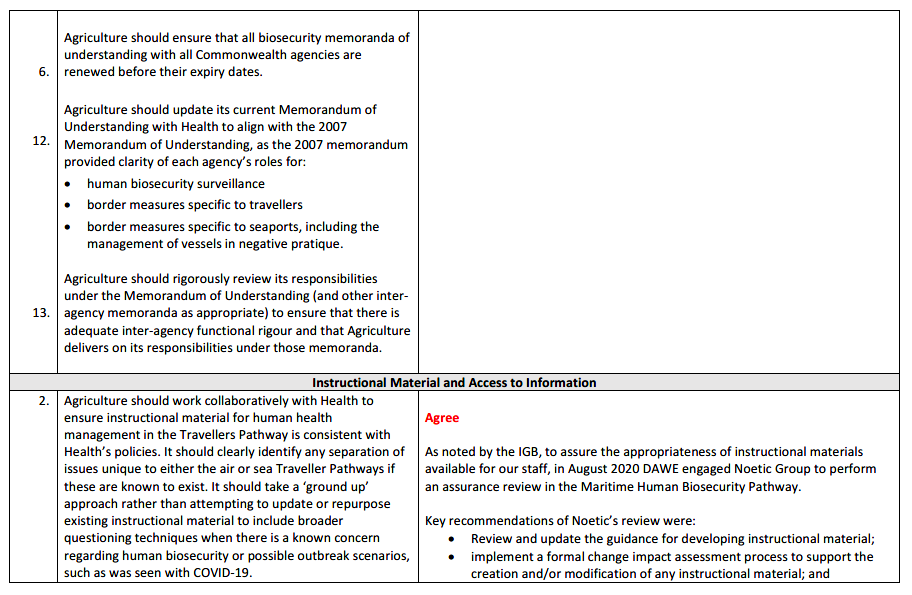 Agriculture should ensure that all biosecurity memoranda of
understanding with all Commonwealth agencies are
6. renewed before their expiry dates.
Agriculture should update its current Memorandum of
Understanding with Health to align with the 2007
12. Memorandum of Understanding, as the 2007 memorandum
provided clarity of each agency’s roles for:
• human biosecurity surveillance
• border measures specific to travellers
• border measures specific to seaports, including the
management of vessels in negative pratique.
Agriculture should rigorously review its responsibilities
under the Memorandum of Understanding (and other inter-
13. agency memoranda as appropriate) to ensure that there is
adequate inter-agency functional rigour and that Agriculture
delivers on its responsibilities under those memoranda.
Instructional Material and Access to Information
2. Agriculture should work collaboratively with Health to
ensure instructional material for human health
management in the Travellers Pathway is consistent with
Health’s policies. It should clearly identify any separation of
issues unique to either the air or sea Traveller Pathways if
these are known to exist. It should take a ‘ground up’
approach rather than attempting to update or repurpose
existing instructional material to include broader
questioning techniques when there is a known concern
regarding human biosecurity or possible outbreak scenarios,
such as was seen with COVID-19.
Agree
As noted by the IGB, to assure the appropriateness of instructional materials
available for our staff, in August 2020 DAWE engaged Noetic Group to perform
an assurance review in the Maritime Human Biosecurity Pathway.
Key recommendations of Noetic’s review were:
• Review and update the guidance for developing instructional material;
• implement a formal change impact assessment process to support the
creation and/or modification of any instructional material; and